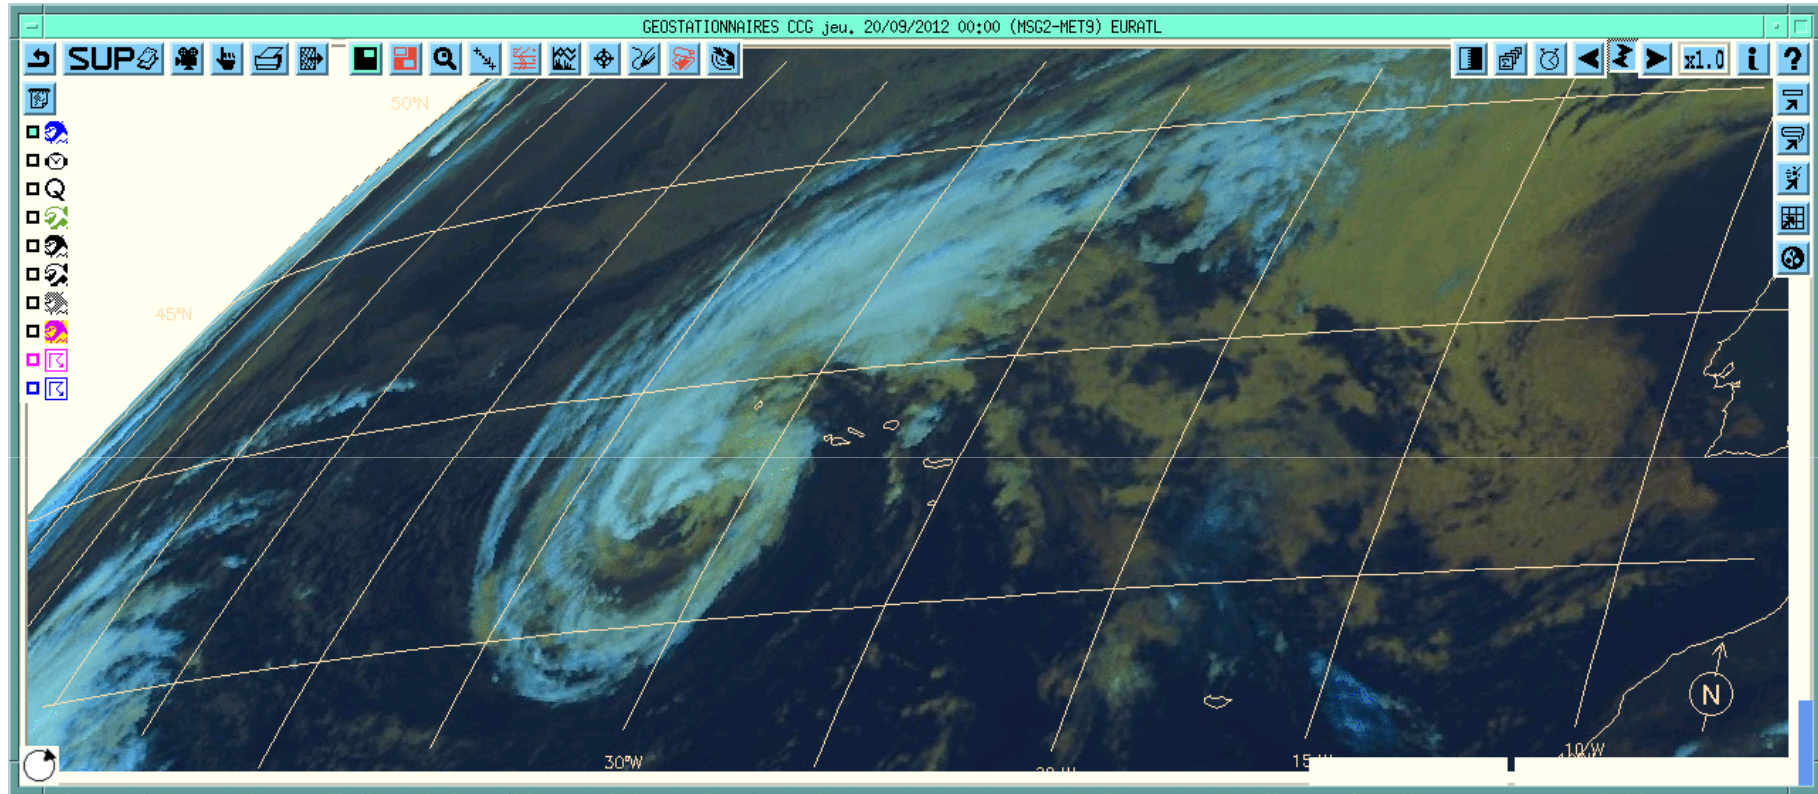 GEOSTATIONNAIRES CCG jeu. 20/09/2012 00:00 (MSG2-MET9) EURATL
SUP
x1.0
i
?
50°N
Q
45°N
N
30°W
15
10/W